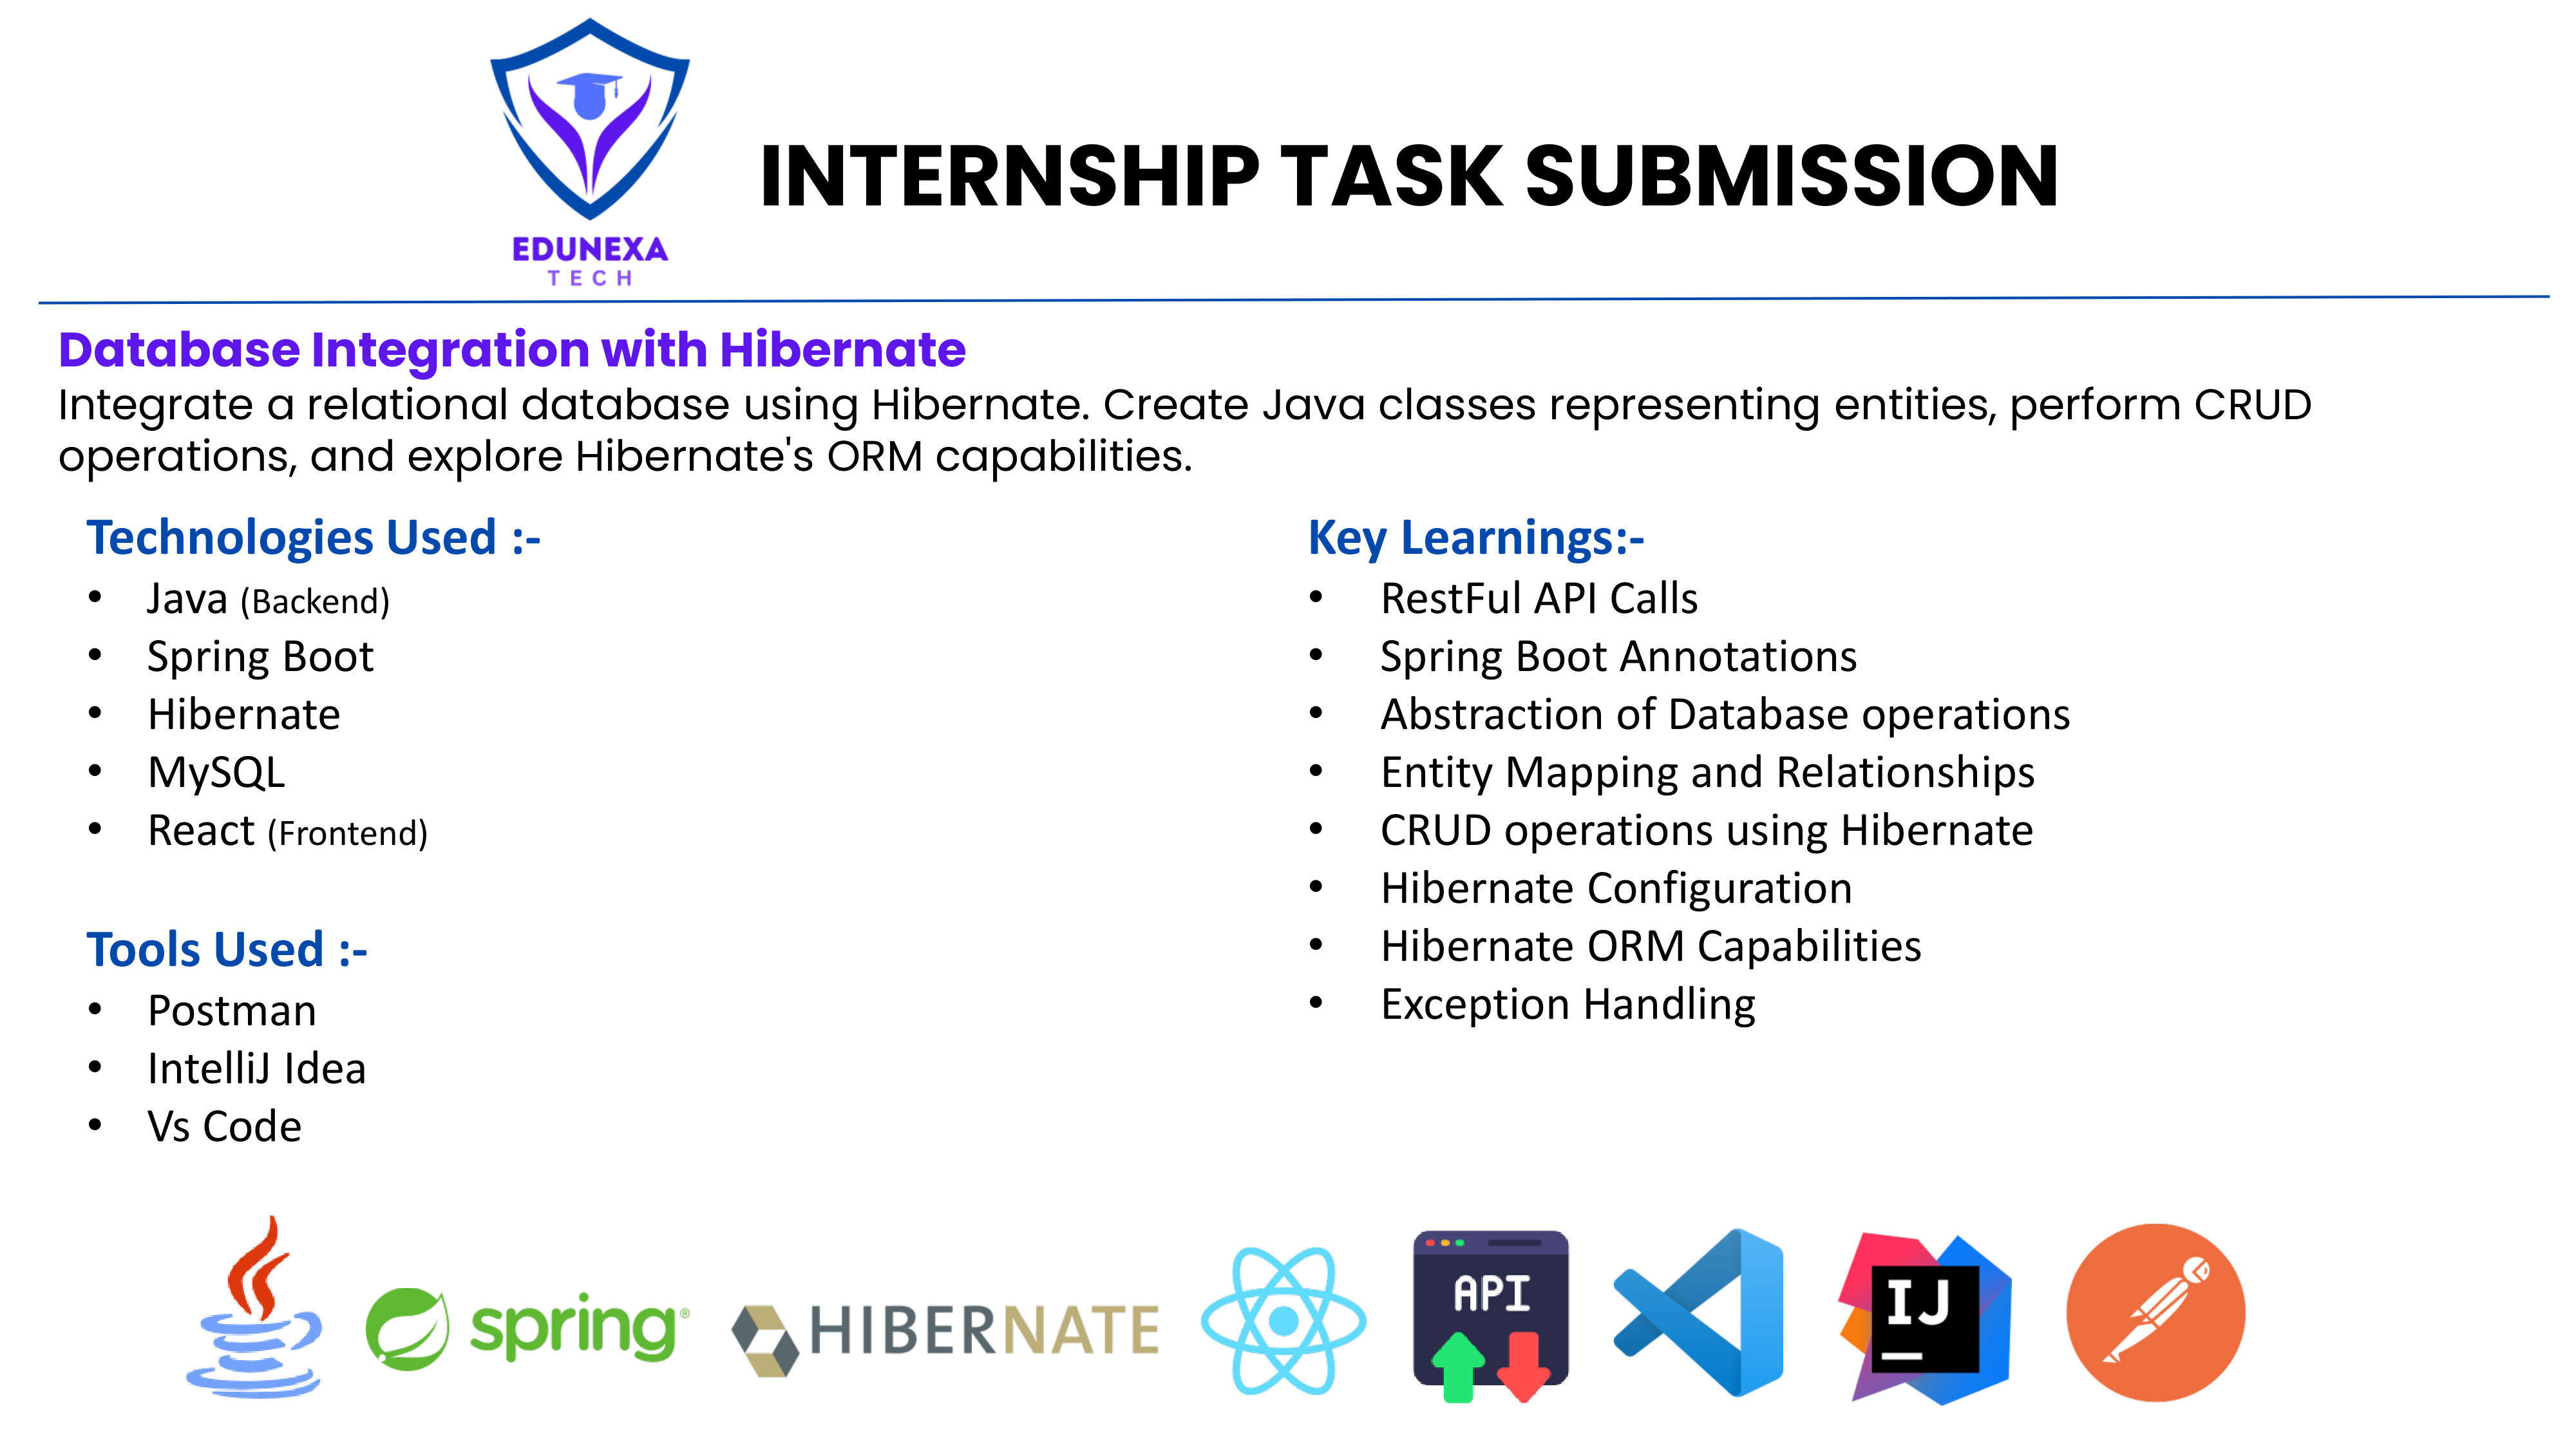 EDUNEXA
TECH
INTERNSHIP TASK SUBMISSION
Database Integration with Hibernate
Integrate a relational database using Hibernate. Create Java classes representing entities, perform CRUD
operations, and explore Hibernate's ORM capabilities.
Technologies Used :-
• Java (Backend)
• Spring Boot
• Hibernate
• MySQL
• React (Frontend)
Tools Used :-
• Postman
• IntelliJ Idea
• Vs Code
Key Learnings:-
• RestFul API Calls
• Spring Boot Annotations
• Abstraction of Database operations
• Entity Mapping and Relationships
• CRUD operations using Hibernate
• Hibernate Configuration
• Hibernate ORM Capabilities
• Exception Handling
spring®
HIBERNATE
API
IJ